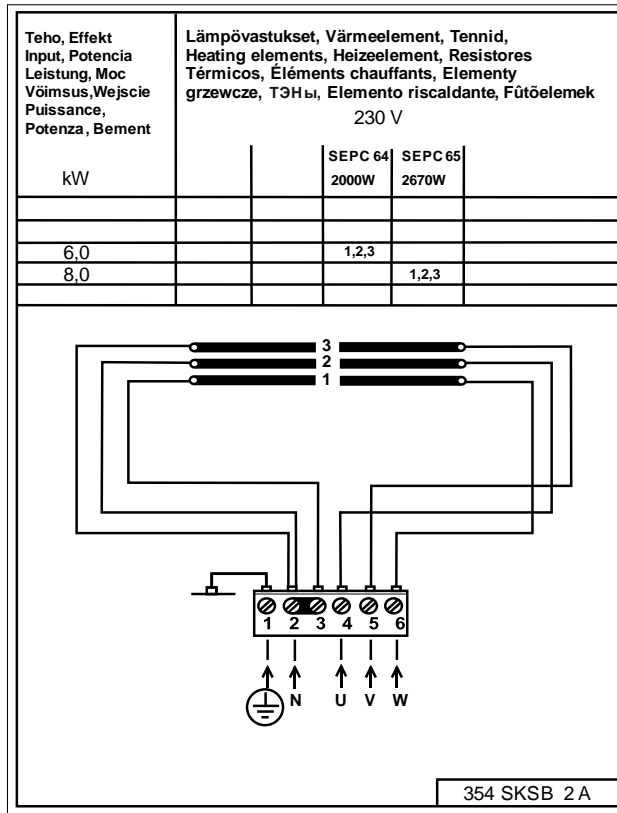 Teho, Effekt
Input, Potencia
Leistung, Moc
Vöimsus,Wejscie
Puissance,
Potenza, Bement
kW
Lämpövastukset, Värmeelement, Tennid,
Heating elements, Heizeelement, Resistores
Térmicos, Éléments chauffants, Elementy
grzewcze, ТЭНы, Elemento riscaldante, Fûtõelemek
230 V
SEPC 64 SEPC 65
2000W 2670W
6,0 1,2,3
8,0 1,2,3
3
2
1
1 2 3 4 5 6
N U V W
354 SKSB 2 A